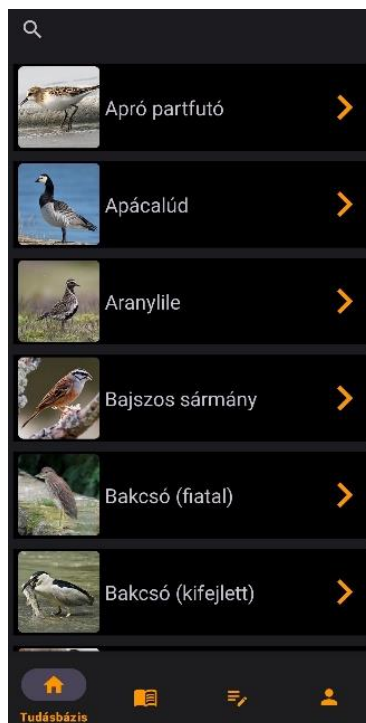 Apró partfutó
Apácalúd
Aranylile
Bajszos sármány
Bakcsó (fiatal)
Bakcsó (kifejlett)
Tudásbázis